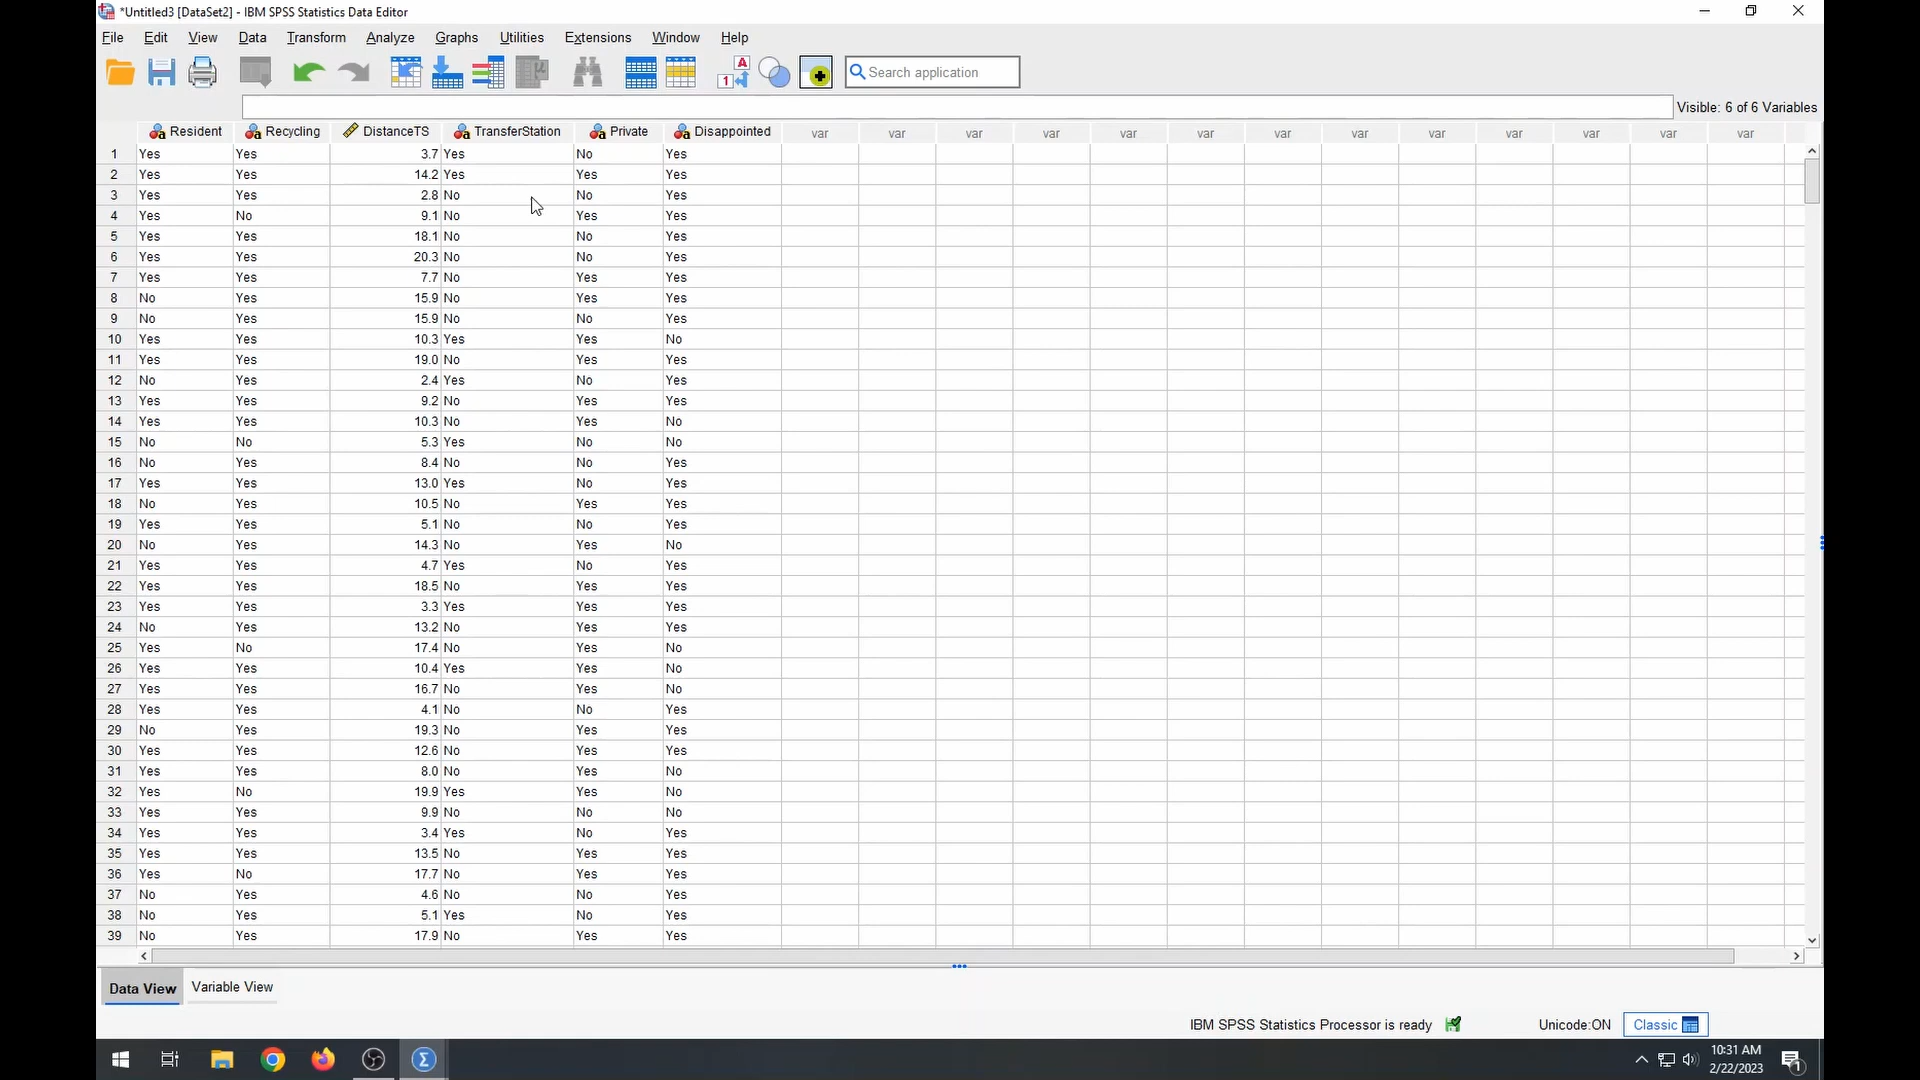 *Untitled3 [DataSet2] - IBM SPSS Statistics Data Editor
File Edit View Data Transform Analyze Graphs Utilities Extensions Window Help
A 1 Search application
Visible: 6 of 6 Variables
Resident Recycling DistanceTS TransferStation Private Disappointed var var var var var var var var var var var var var
1 Yes Yes 3.7 Yes No Yes
2 Yes Yes 14.2 Yes Yes Yes
3 Yes Yes 2.8 No No Yes
4 Yes No 9.1 No Yes Yes
5 Yes Yes 18.1 No No Yes
6 Yes Yes 20.3 No No Yes
7 Yes Yes 7.7 No Yes Yes
8 No Yes 15.9 No Yes Yes
9 No Yes 15.9 No No Yes
10 Yes Yes 10.3 Yes Yes No
11 Yes Yes 19.0 No Yes Yes
12 No Yes 2.4 Yes No Yes
13 Yes Yes 9.2 No Yes Yes
14 Yes Yes 10.3 No Yes No
15 No No 5.3 Yes No No
16 No Yes 8.4 No No Yes
17 Yes Yes 13.0 Yes No Yes
18 No Yes 10.5 No Yes Yes
19 Yes Yes 5.1 No No Yes
20 No Yes 14.3 No Yes No
21 Yes Yes 4.7 Yes No Yes
22 Yes Yes 18.5 No Yes Yes
23 Yes Yes 3.3 Yes Yes Yes
24 No Yes 13.2 No Yes Yes
25 Yes No 17.4 No Yes No
26 Yes Yes 10.4 Yes Yes No
27 Yes Yes 16.7 No Yes No
28 Yes Yes 4.1 No No Yes
29 No Yes 19.3 No Yes Yes
30 Yes Yes 12.6 No Yes Yes
31 Yes Yes 8.0 No Yes No
32 Yes No 19.9 Yes Yes No
33 Yes Yes 9.9 No No No
34 Yes Yes 3.4 Yes No Yes
35 Yes Yes 13.5 No Yes Yes
36 Yes No 17.7 No Yes Yes
37 No Yes 4.6 No No Yes
38 No Yes 5.1 Yes No Yes
39 No Yes 17.9 No Yes Yes
Data View Variable View
IBM SPSS Statistics Processor is ready Unicode:ON Classic
10:31 AM
2/22/2023
1